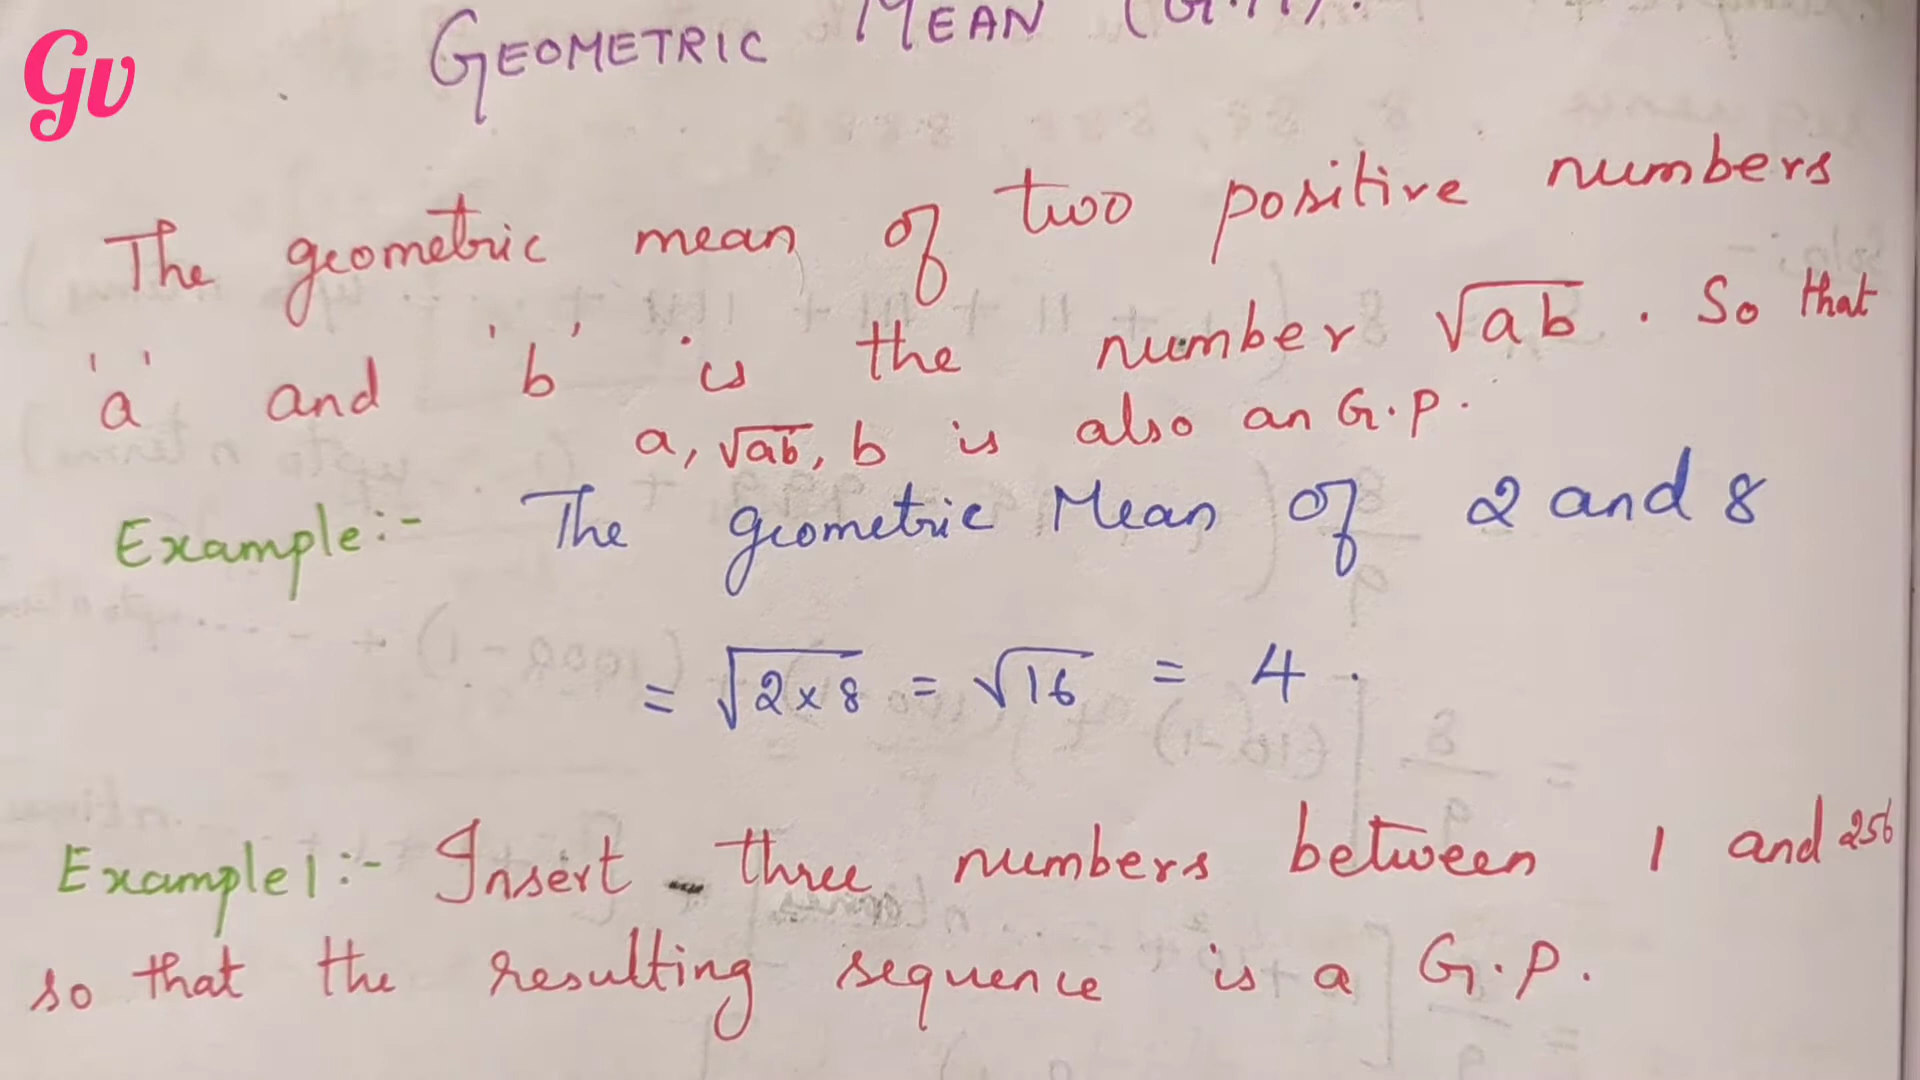 Gv
GEOMETRIC MEAN (G.M).
The geometric mean of two positive numbers
'a' and 'b' is the number √ab . So that
a, √ab, b is also an G.P.
Example:- The geometric Mean of 2 and 8
= √2×8 = √16 = 4.
Example1:- Insert three numbers between 1 and 256
so that the resulting sequence is a G.P.